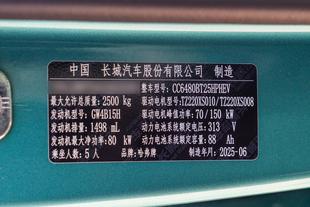 中国 长城汽车股份有限公司 制造
整车型号: CC6480BT25HPHEV
最大允许总质量: 2500 kg 驱动电机型号: TZ220XS010/TZ220XS008
发动机型号: GW4B15H 驱动电机峰值功率: 70/150 kW
发动机排量: 1498 mL 动力电池系统额定电压: 313 V
发动机最大净功率: 80 kW 动力电池系统额定容量: 88 Ah
乘坐人数: 5人 品牌: 哈弗牌 制造年月: 2025-06